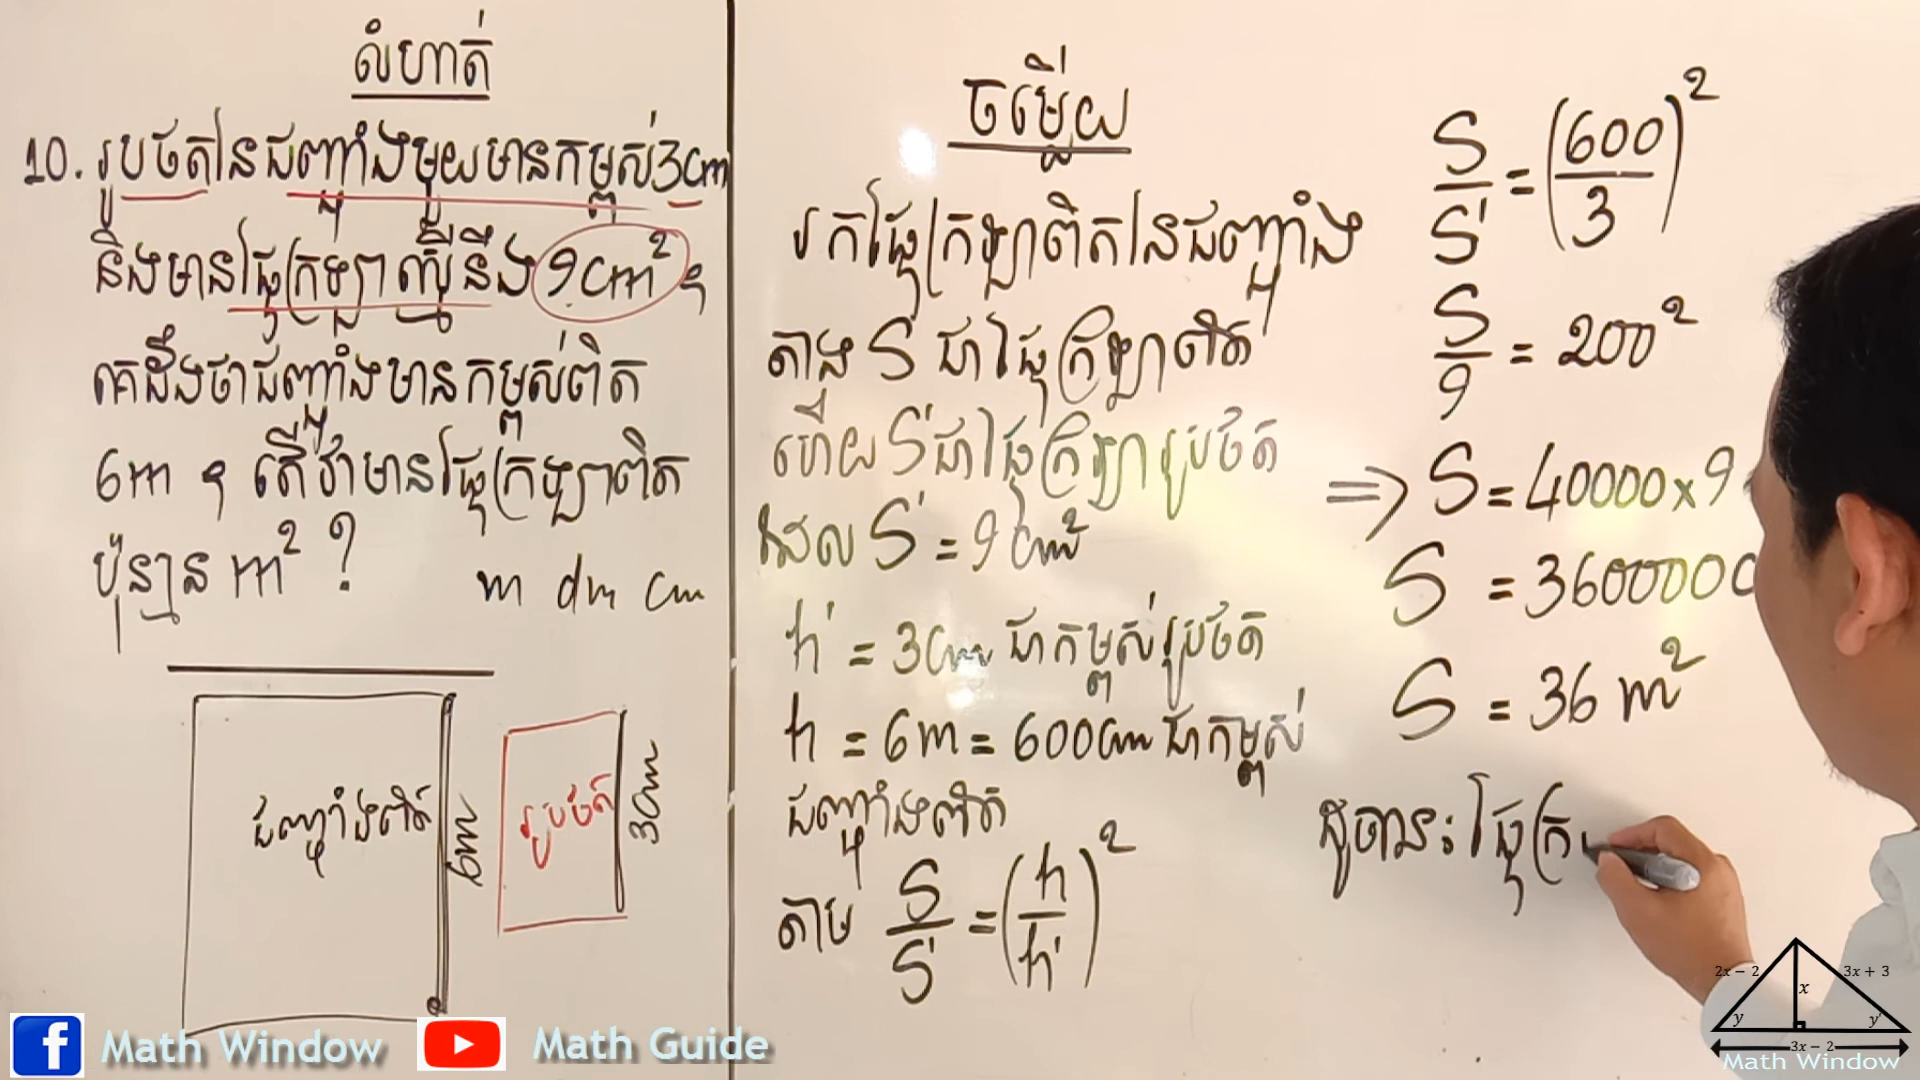 លំហាត់
10. រូបថតនៃជញ្ជាំងមួយមានកម្ពស់ 3cm
និងមានផ្ទៃក្រឡាស្មើនឹង 9cm² ។
គេដឹងថាជញ្ជាំងមានកម្ពស់ពិត
6m ។ តើវាមានផ្ទៃក្រឡាពិត
ប៉ុន្មាន m² ?
m dm cm
ជញ្ជាំងពិត
6m
រូបថត
3cm
ចម្លើយ
រកផ្ទៃក្រឡាពិតនៃជញ្ជាំង
តាង S ជាផ្ទៃក្រឡាពិត
ហើយ S' ជាផ្ទៃក្រឡារូបថត
ដែល S' = 9cm²
h' = 3cm ជាកម្ពស់រូបថត
h = 6m = 600cm ជាកម្ពស់
ជញ្ជាំងពិត
តាម S/S' = (h/h')²
S/S' = (600/3)²
S/9 = 200²
=> S = 40000 x 9
S = 360000
S = 36 m²
ដូចនេះ ផ្ទៃក្រ
Math Window
Math Guide
2x − 2
3x + 3
x
y
y'
3x − 2
Math Window